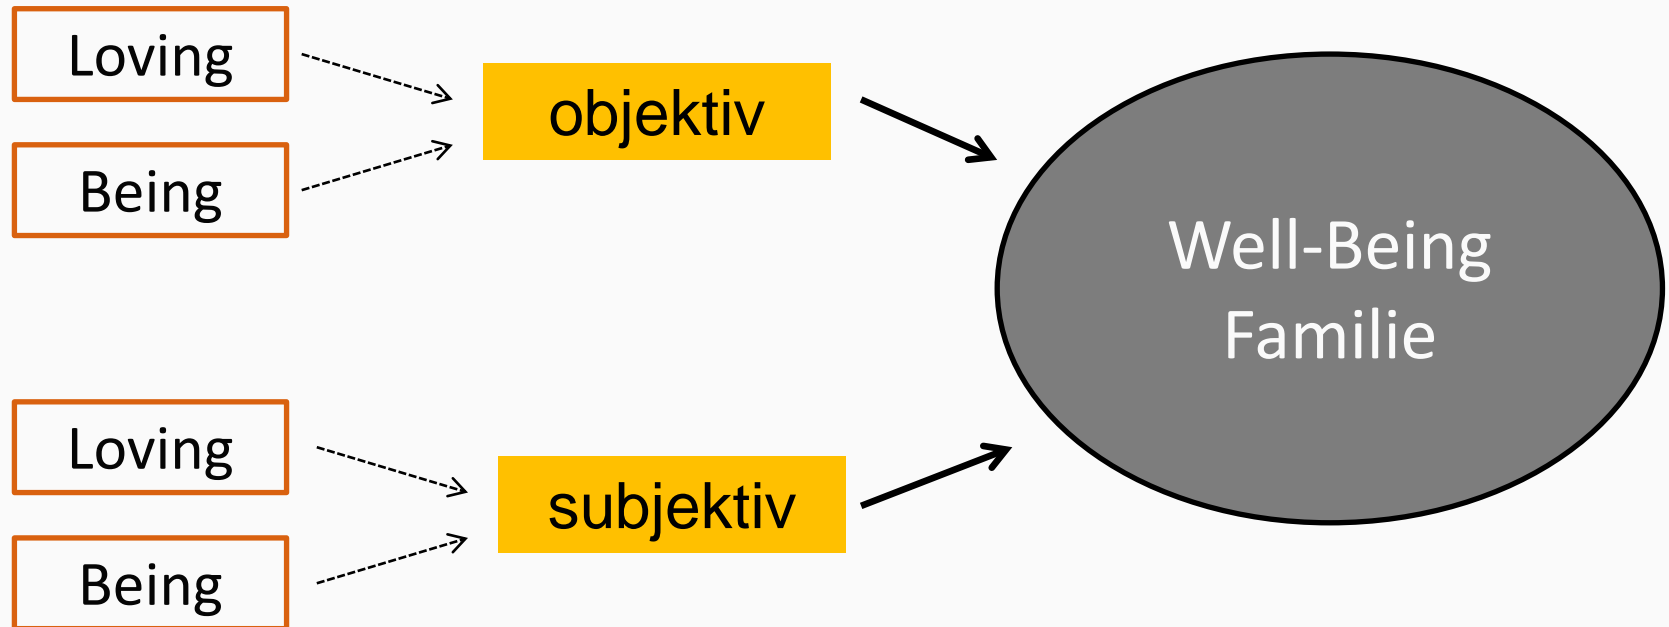 Loving
Being
objektiv
Well-Being
Familie
Loving
Being
subjektiv